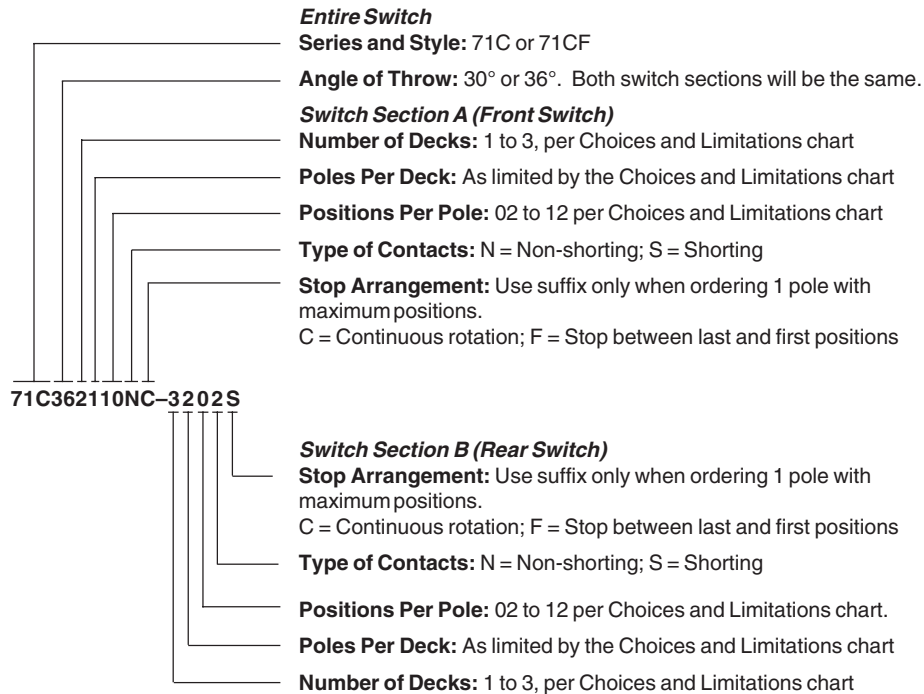 Entire Switch
Series and Style: 71C or 71CF
Angle of Throw: 30° or 36°. Both switch sections will be the same.
Switch Section A (Front Switch)
Number of Decks: 1 to 3, per Choices and Limitations chart
Poles Per Deck: As limited by the Choices and Limitations chart
Positions Per Pole: 02 to 12 per Choices and Limitations chart
Type of Contacts: N = Non-shorting; S = Shorting
Stop Arrangement: Use suffix only when ordering 1 pole with
maximum positions.
C = Continuous rotation; F = Stop between last and first positions
71C362110NC–3202S
Switch Section B (Rear Switch)
Stop Arrangement: Use suffix only when ordering 1 pole with
maximum positions.
C = Continuous rotation; F = Stop between last and first positions
Type of Contacts: N = Non-shorting; S = Shorting
Positions Per Pole: 02 to 12 per Choices and Limitations chart.
Poles Per Deck: As limited by the Choices and Limitations chart
Number of Decks: 1 to 3, per Choices and Limitations chart